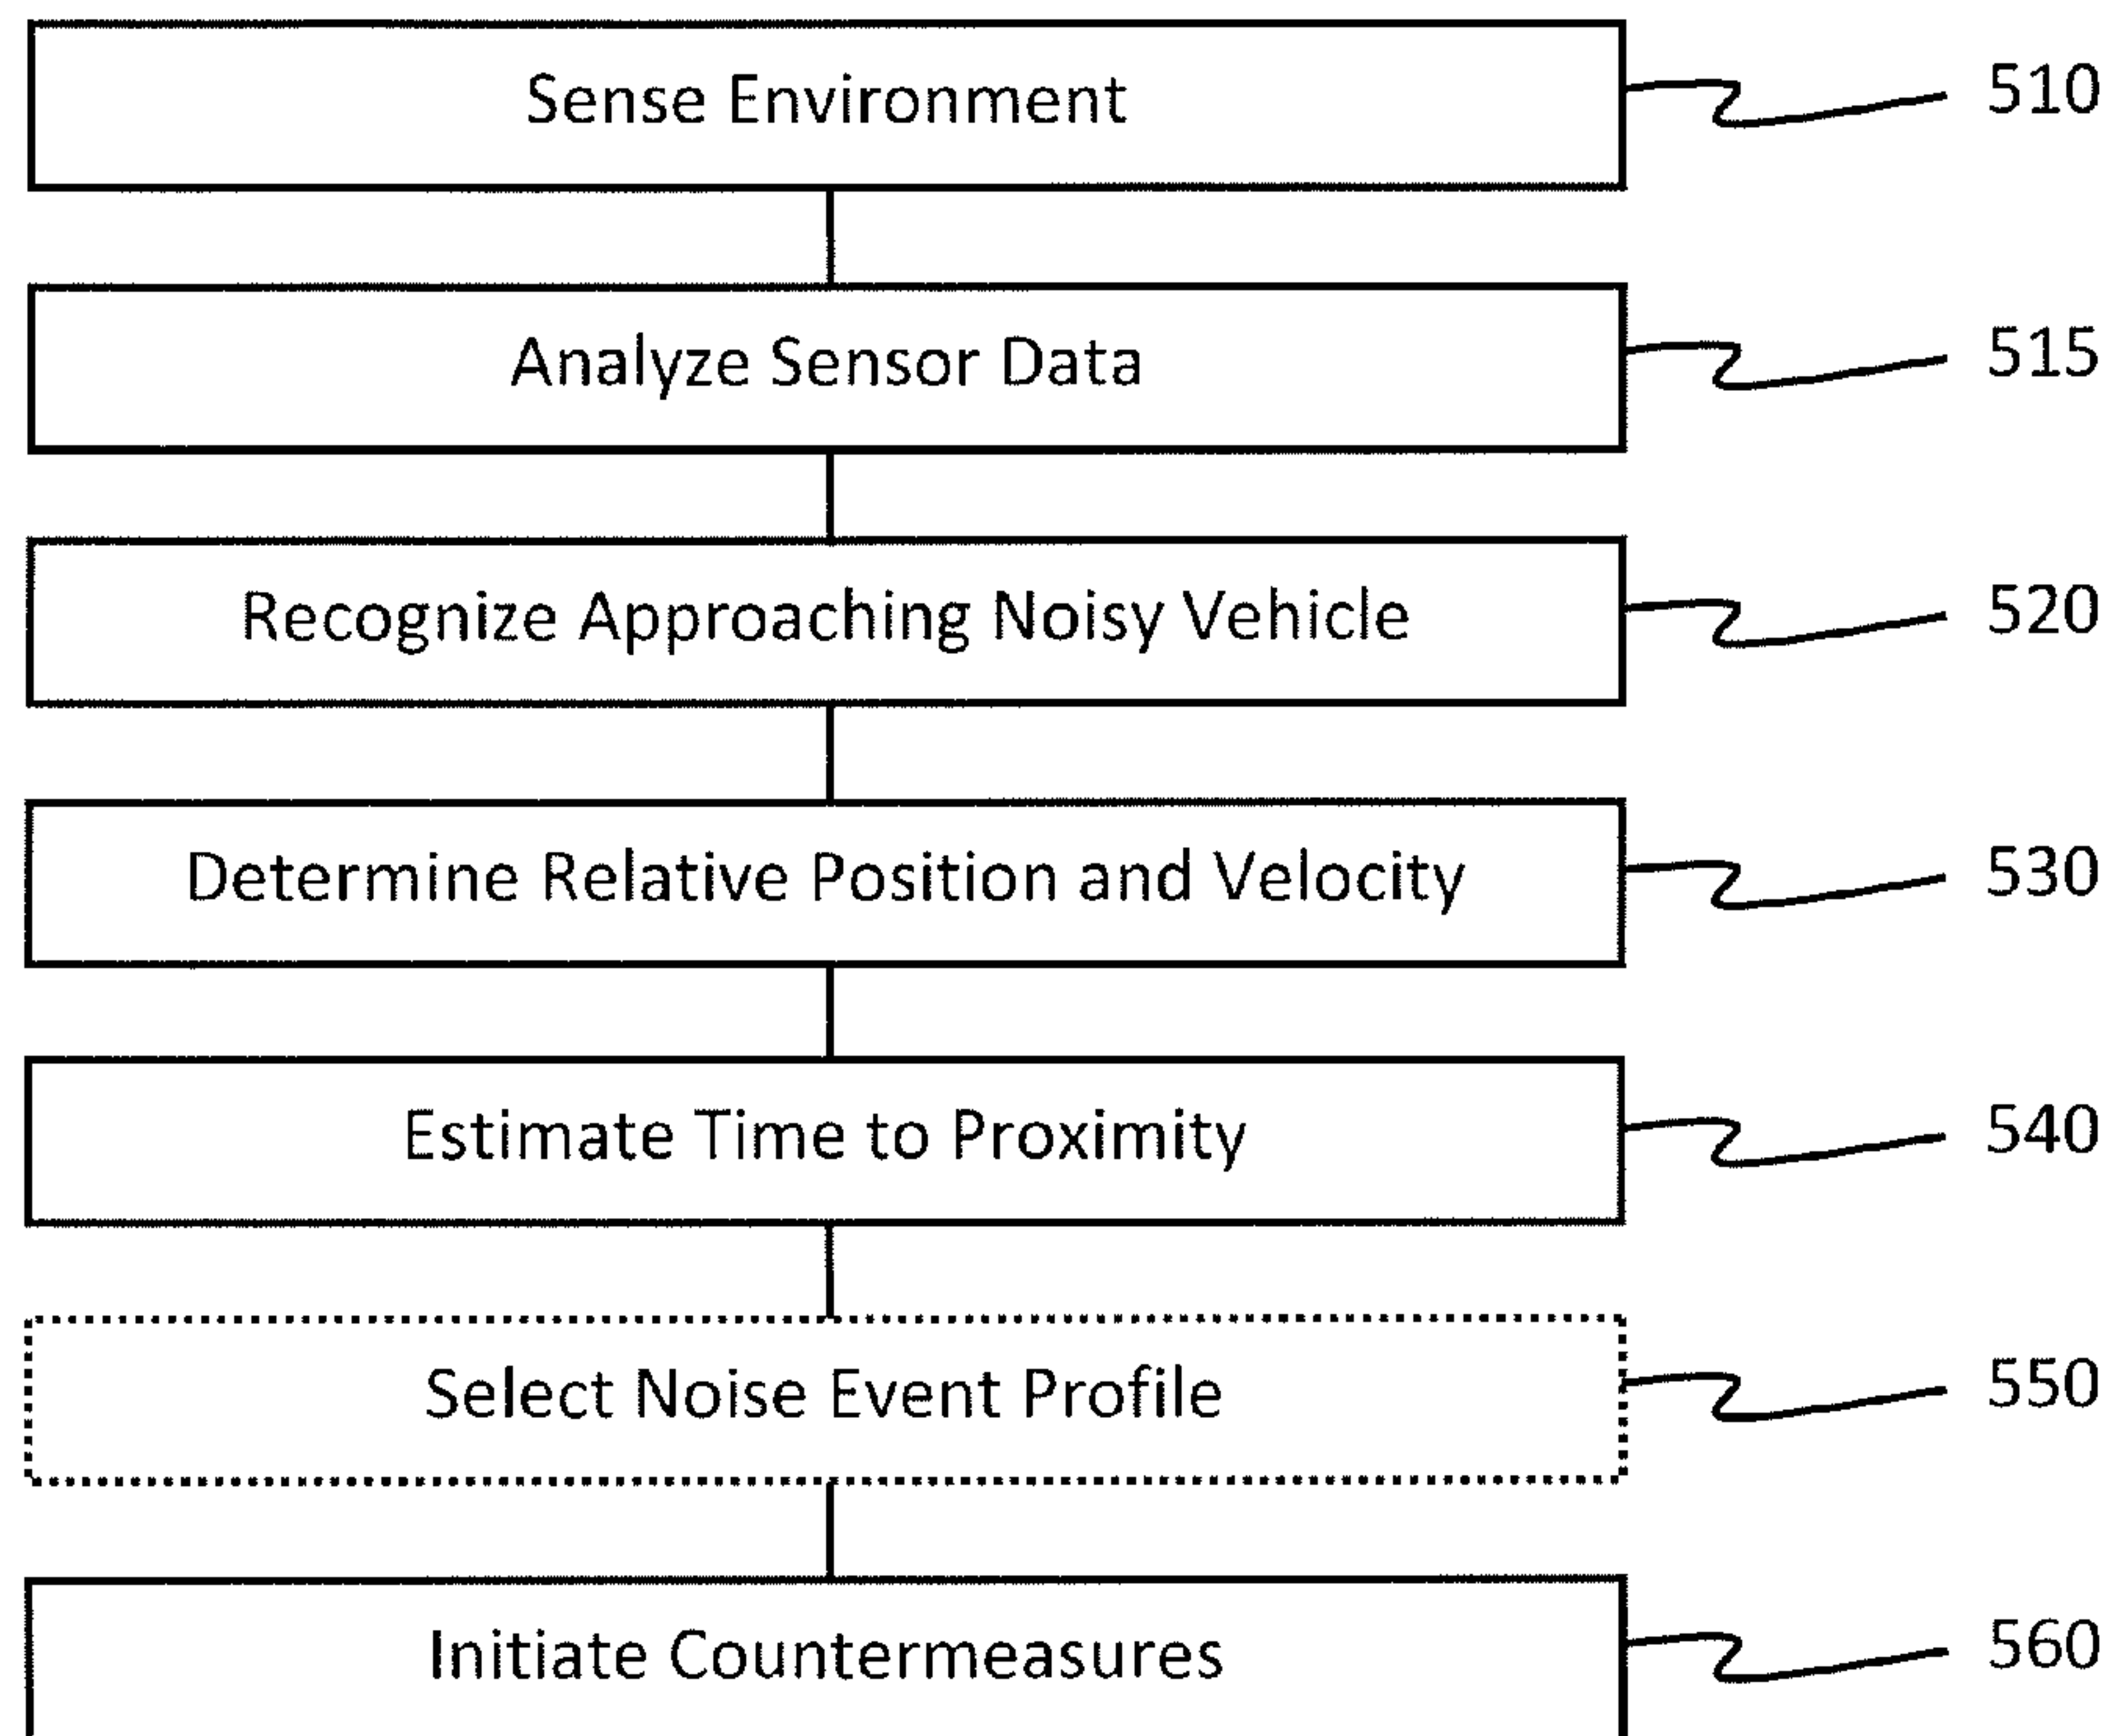 Sense Environment 510
Analyze Sensor Data 515
Recognize Approaching Noisy Vehicle 520
Determine Relative Position and Velocity 530
Estimate Time to Proximity 540
Select Noise Event Profile 550
Initiate Countermeasures 560